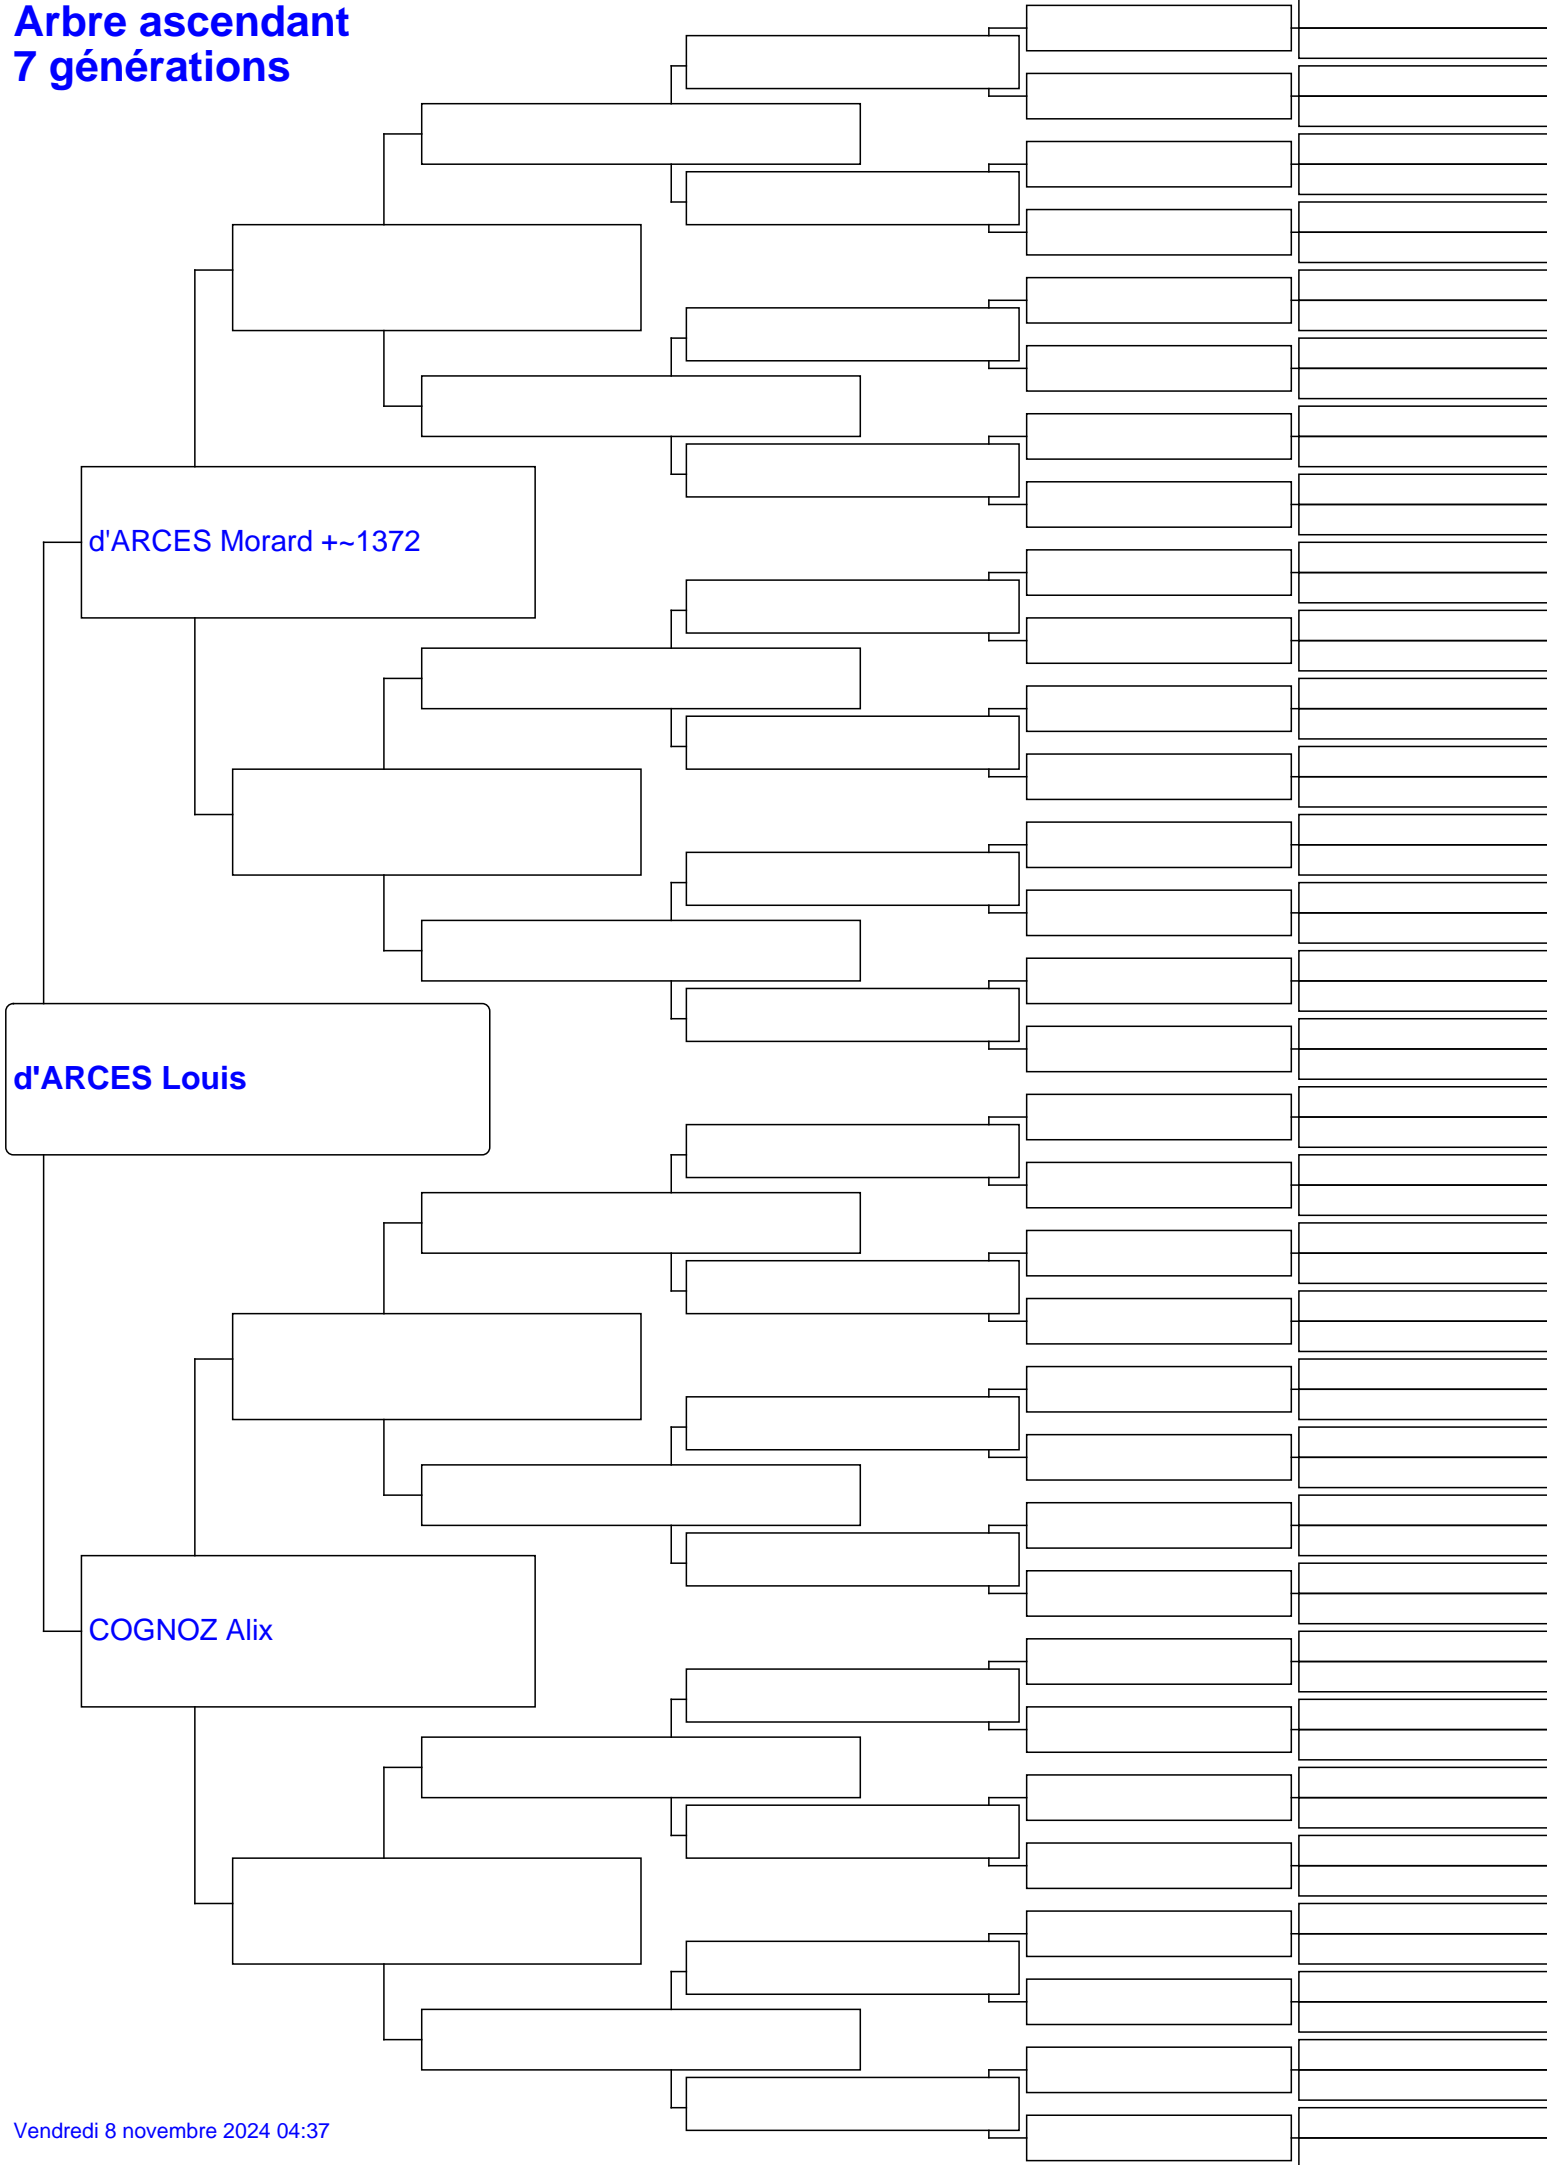 Arbre ascendant
7 générations
d'ARCES Morard +~1372
d'ARCES Louis
COGNOZ Alix
Vendredi 8 novembre 2024 04:37